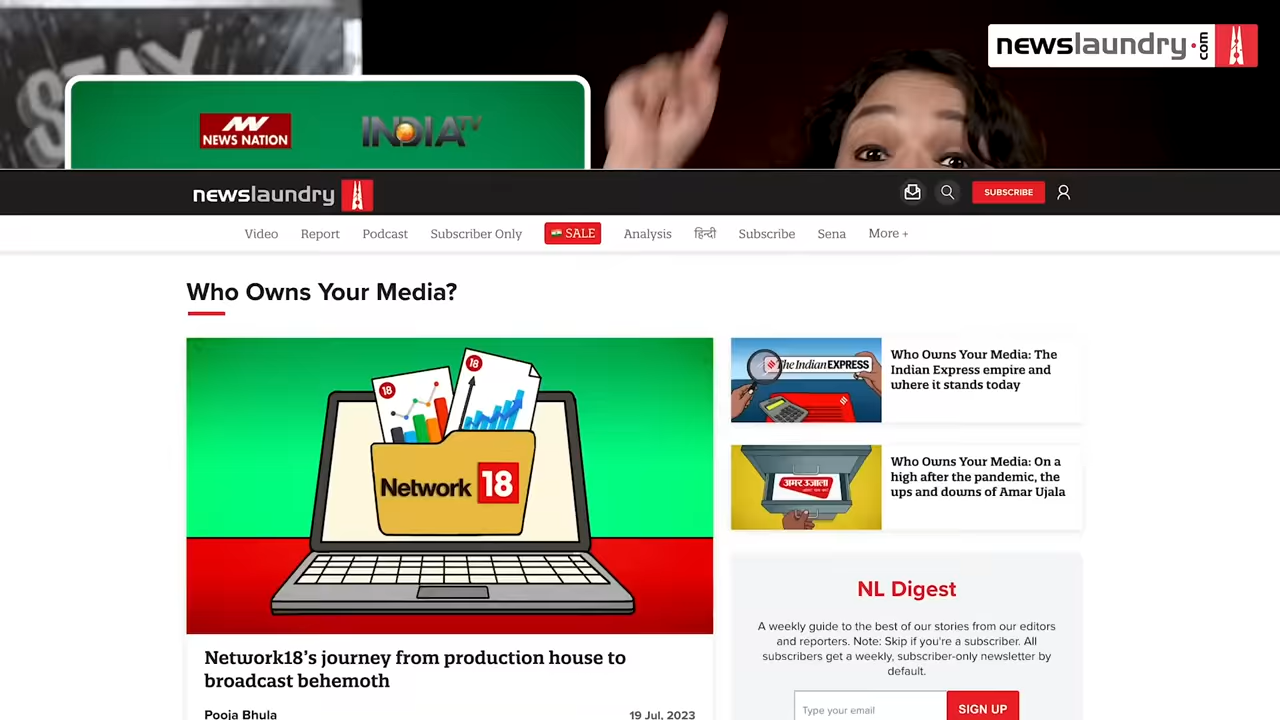 STAY
newslaundry.com
NEWS NATION
INDIA TV
newslaundry
SUBSCRIBE
Video Report Podcast Subscriber Only SALE Analysis हिन्दी Subscribe Sena More +
Who Owns Your Media?
18
18
Network 18
The Indian EXPRESS
Who Owns Your Media: The
Indian Express empire and
where it stands today
अमर उजाला
Who Owns Your Media: On a
high after the pandemic, the
ups and downs of Amar Ujala
NL Digest
A weekly guide to the best of our stories from our editors
and reporters. Note: Skip if you're a subscriber. All
subscribers get a weekly, subscriber-only newsletter by
default.
Type your email
SIGN UP
Network18’s journey from production house to
broadcast behemoth
Pooja Bhula
19 Jul, 2023